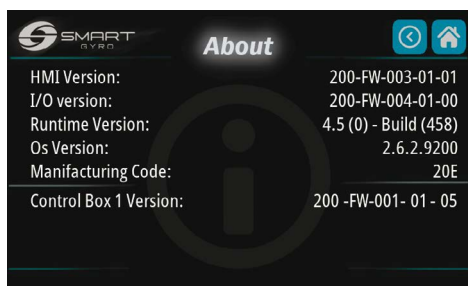 SMART
GYRO
About
HMI Version: 200-FW-003-01-01
I/O version: 200-FW-004-01-00
Runtime Version: 4.5 (0) - Build (458)
Os Version: 2.6.2.9200
Manifacturing Code: 20E
Control Box 1 Version: 200 -FW-001- 01 - 05